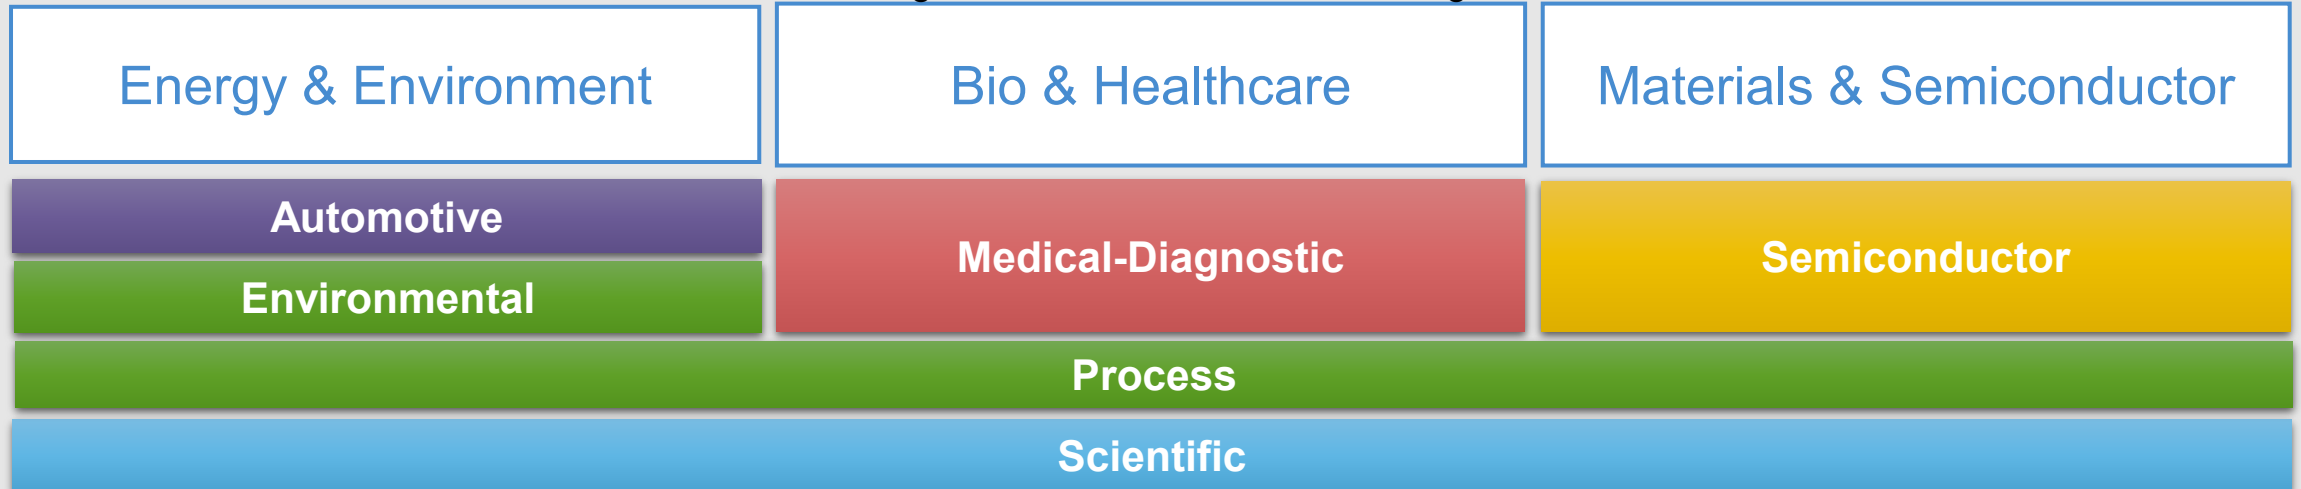 Energy & Environment
Bio & Healthcare
Materials & Semiconductor
Automotive
Medical-Diagnostic
Semiconductor
Environmental
Process
Scientific